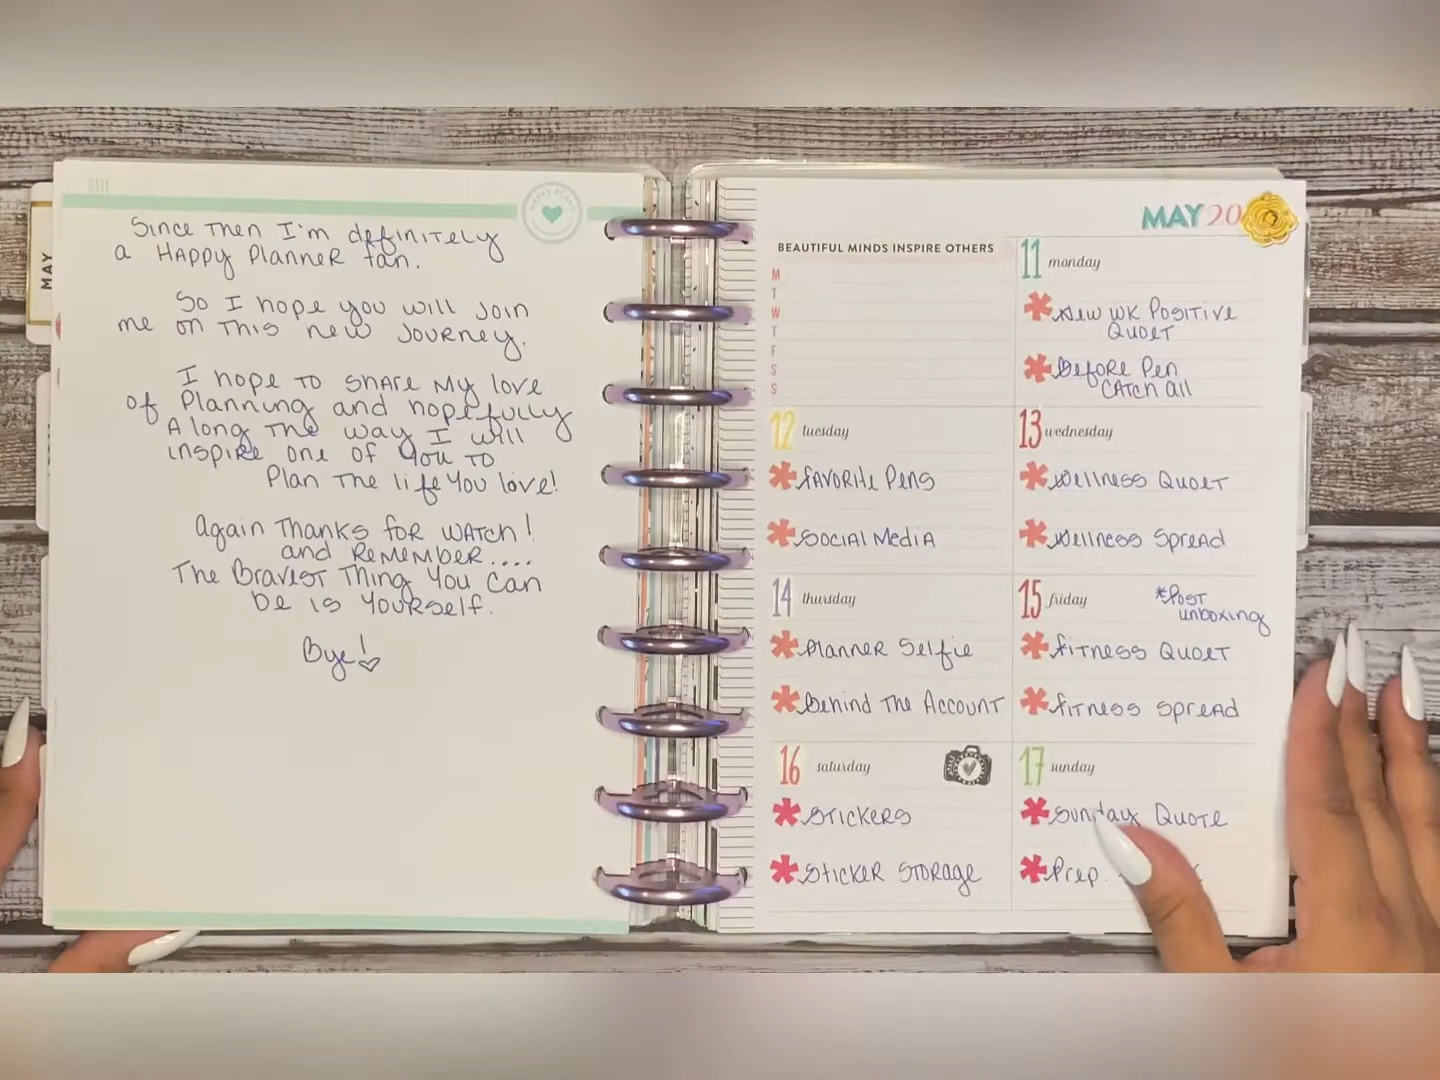 DATE
MAY
Since Then I'm definitely
a HAPPY Planner fan.
So I hope you will Join
me on This new Journey.
I hope To share My love
of Planning and hopefully
Along The way I will
inspire one of You To
Plan The life You love!
Again Thanks for WATCH!
and REMEMBER....
The Bravest Thing You can
be is Yourself.
Bye!
MAY 20
BEAUTIFUL MINDS INSPIRE OTHERS
M
T
W
T
F
S
S
11 monday
New WK Positive
Quoet
Before Pen
CATCH all
12 tuesday
Favorite Pens
Social Media
13 wednesday
Wellness Quoet
Wellness Spread
14 thursday
Planner Selfie
Behind The Account
15 friday
*Post
unboxing
Fitness Quoet
Fitness Spread
16 saturday
Stickers
Sticker Storage
17 sunday
Sunday Quote
Prep.